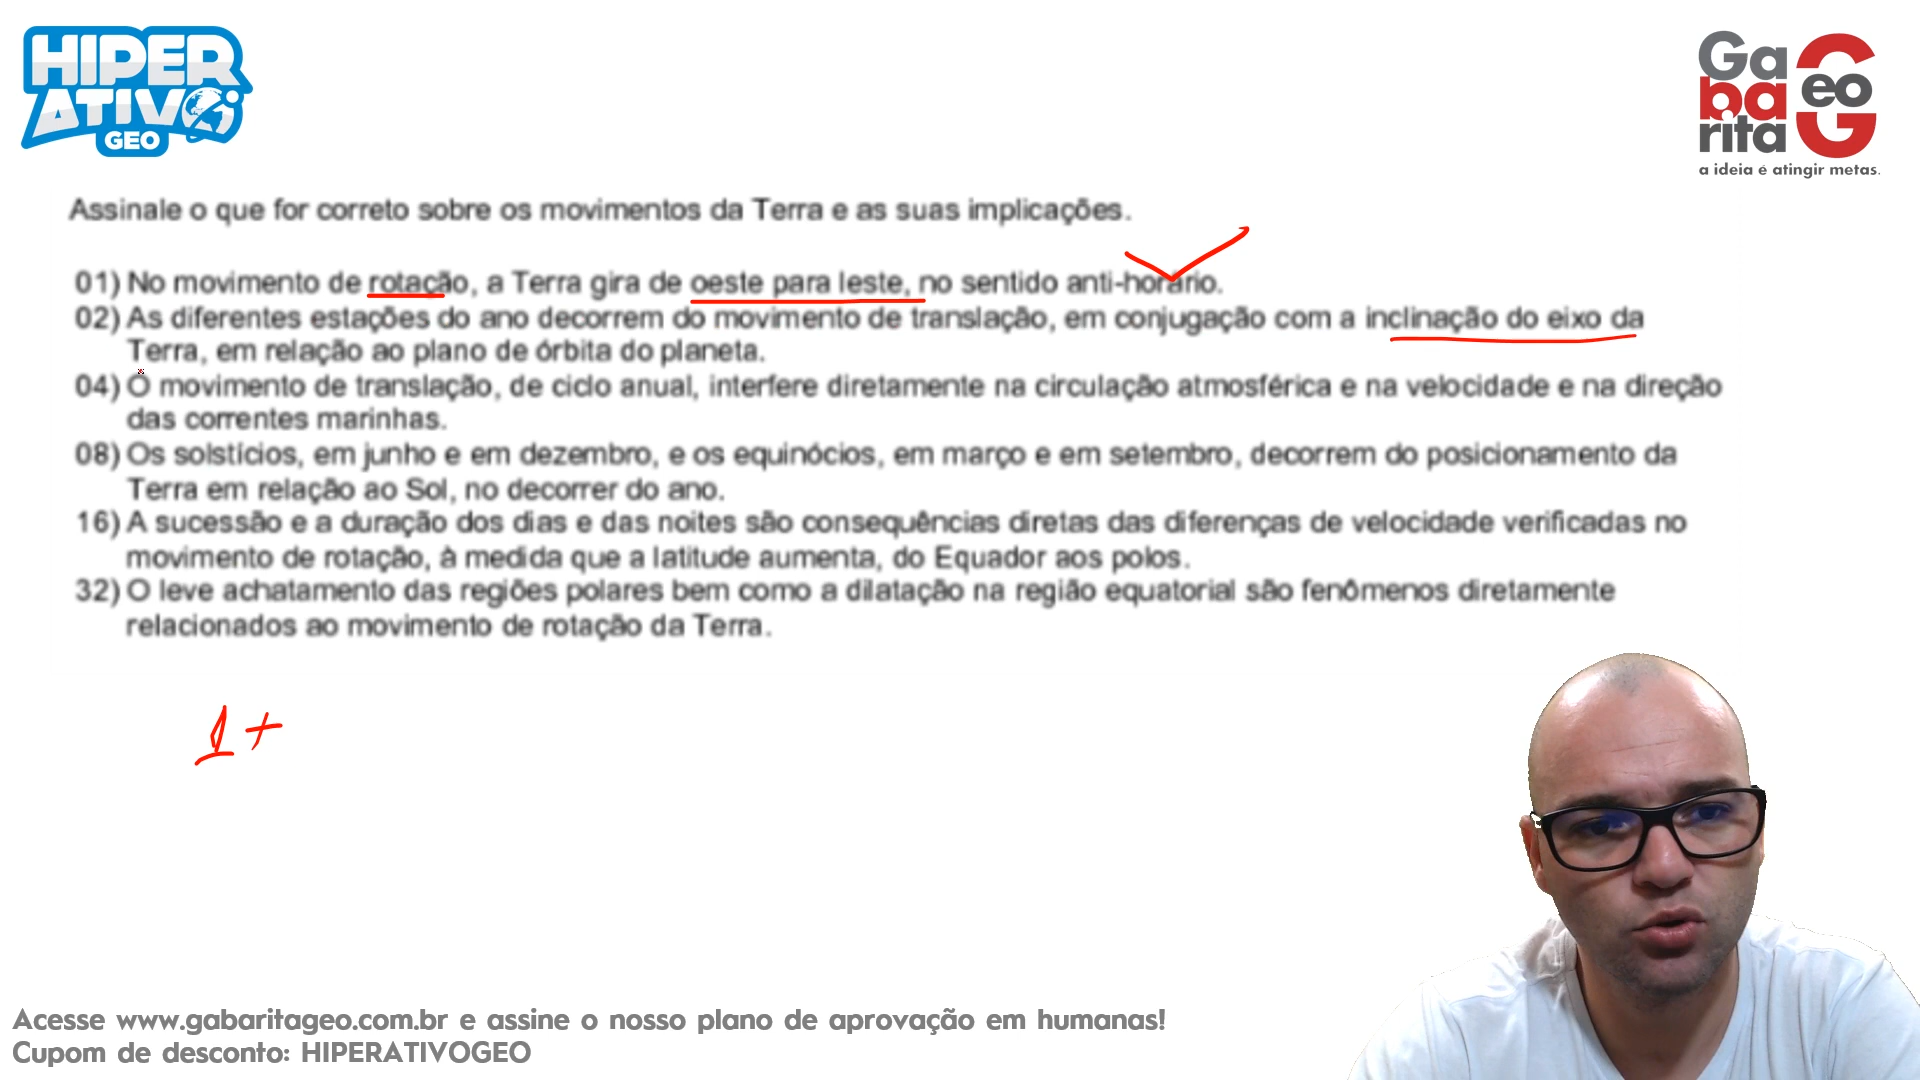 HIPER
ATIVO
GEO
Ga
ba
rita
Geo
G
a ideia é atingir metas.
Assinale o que for correto sobre os movimentos da Terra e as suas implicações.
01) No movimento de rotação, a Terra gira de oeste para leste, no sentido anti-horário.
02) As diferentes estações do ano decorrem do movimento de translação, em conjugação com a inclinação do eixo da
Terra, em relação ao plano de órbita do planeta.
04) O movimento de translação, de ciclo anual, interfere diretamente na circulação atmosférica e na velocidade e na direção
das correntes marinhas.
08) Os solstícios, em junho e em dezembro, e os equinócios, em março e em setembro, decorrem do posicionamento da
Terra em relação ao Sol, no decorrer do ano.
16) A sucessão e a duração dos dias e das noites são consequências diretas das diferenças de velocidade verificadas no
movimento de rotação, à medida que a latitude aumenta, do Equador aos polos.
32) O leve achatamento das regiões polares bem como a dilatação na região equatorial são fenômenos diretamente
relacionados ao movimento de rotação da Terra.
1+
Acesse www.gabaritageo.com.br e assine o nosso plano de aprovação em humanas!
Cupom de desconto: HIPERATIVOGEO